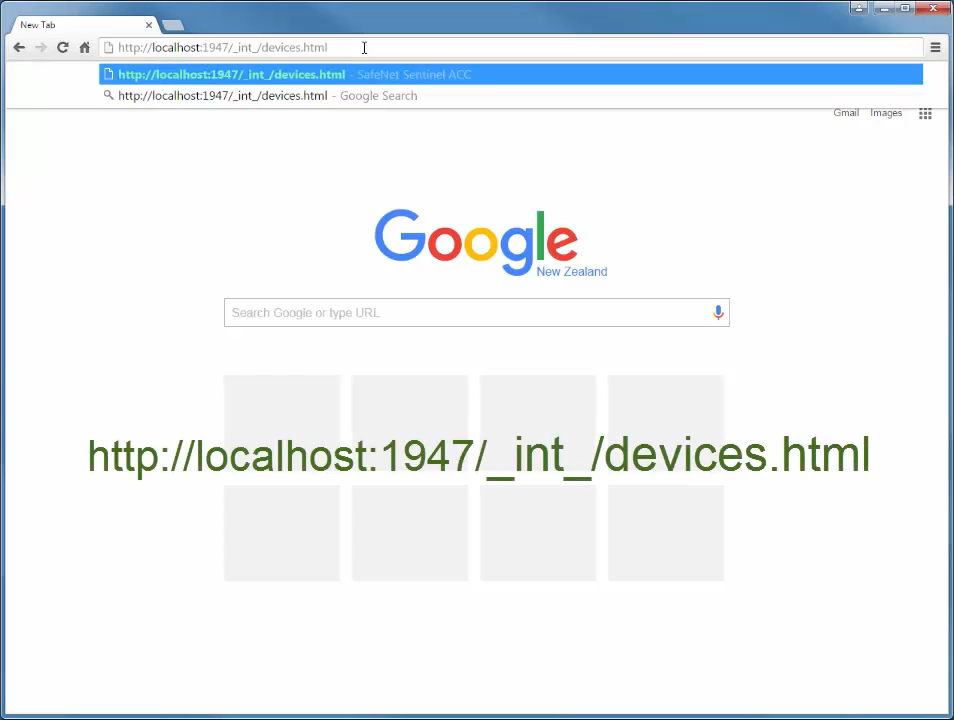 New Tab
http://localhost:1947/_int_/devices.html
http://localhost:1947/_int_/devices.html - SafeNet Sentinel ACC
http://localhost:1947/_int_/devices.html - Google Search
Gmail Images
Google
New Zealand
Search Google or type URL
http://localhost:1947/_int_/devices.html